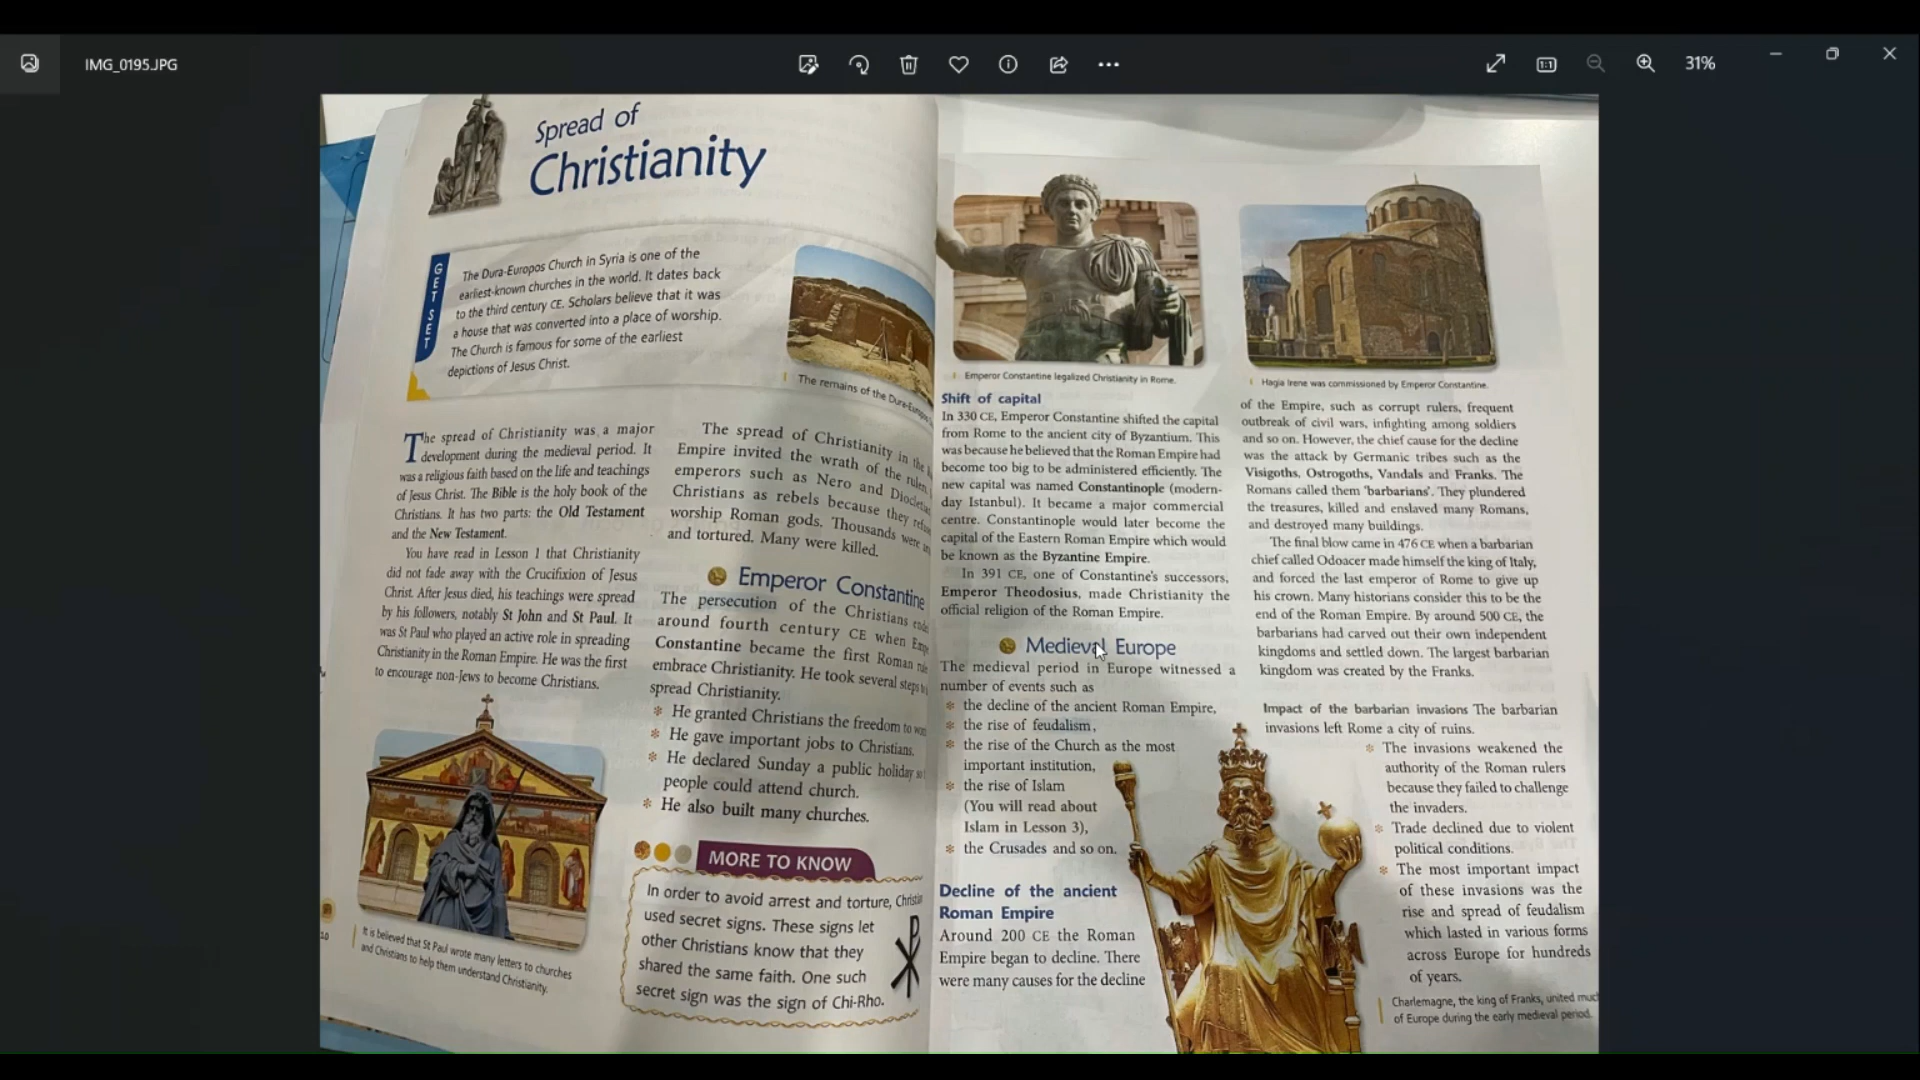 IMG_0195.JPG
31%
Spread of
Christianity
GET SET
The Dura-Europos Church in Syria is one of the
earliest-known churches in the world. It dates back
to the third century CE. Scholars believe that it was
a house that was converted into a place of worship.
The Church is famous for some of the earliest
depictions of Jesus Christ.
The remains of the Dura-Europos
The spread of Christianity was a major
development during the medieval period. It
was a religious faith based on the life and teachings
of Jesus Christ. The Bible is the holy book of the
Christians. It has two parts: the Old Testament
and the New Testament.
You have read in Lesson 1 that Christianity
did not fade away with the Crucifixion of Jesus
Christ. After Jesus died, his teachings were spread
by his followers, notably St John and St Paul. It
was St Paul who played an active role in spreading
Christianity in the Roman Empire. He was the first
to encourage non-Jews to become Christians.
10
It is believed that St Paul wrote many letters to churches
and Christians to help them understand Christianity.
The spread of Christianity in the
Empire invited the wrath of the rulers.
emperors such as Nero and
Christians as rebels because they
worship Roman gods. Thousands were
and tortured. Many were killed.
Emperor Constantine
The persecution of the Christians
around fourth century CE when
Constantine became the first Roman
embrace Christianity. He took several steps
spread Christianity.
He granted Christians the freedom to
He gave important jobs to Christians.
He declared Sunday a public holiday
people could attend church.
He also built many churches.
MORE TO KNOW
In order to avoid arrest and torture,
used secret signs. These signs let
other Christians know that they
shared the same faith. One such
secret sign was the sign of Chi-Rho.
Emperor Constantine legalized Christianity in Rome.
Shift of capital
In 330 CE, Emperor Constantine shifted the capital
from Rome to the ancient city of Byzantium. This
was because he believed that the Roman Empire had
become too big to be administered efficiently. The
new capital was named Constantinople (modern-
day Istanbul). It became a major commercial
centre. Constantinople would later become the
capital of the Eastern Roman Empire which would
be known as the Byzantine Empire.
In 391 CE, one of Constantine's successors,
Emperor Theodosius, made Christianity the
official religion of the Roman Empire.
Medieval Europe
The medieval period in Europe witnessed a
number of events such as
the decline of the ancient Roman Empire,
the rise of feudalism,
the rise of the Church as the most
important institution,
the rise of Islam
(You will read about
Islam in Lesson 3),
the Crusades and so on.
Decline of the ancient
Roman Empire
Around 200 CE the Roman
Empire began to decline. There
were many causes for the decline
Hagia Irene was commissioned by Emperor Constantine.
of the Empire, such as corrupt rulers, frequent
outbreak of civil wars, infighting among soldiers
and so on. However, the chief cause for the decline
was the attack by Germanic tribes such as the
Visigoths, Ostrogoths, Vandals and Franks. The
Romans called them 'barbarians'. They plundered
the treasures, killed and enslaved many Romans,
and destroyed many buildings.
The final blow came in 476 CE when a barbarian
chief called Odoacer made himself the king of Italy,
and forced the last emperor of Rome to give up
his crown. Many historians consider this to be the
end of the Roman Empire. By around 500 CE, the
barbarians had carved out their own independent
kingdoms and settled down. The largest barbarian
kingdom was created by the Franks.
Impact of the barbarian invasions The barbarian
invasions left Rome a city of ruins.
The invasions weakened the
authority of the Roman rulers
because they failed to challenge
the invaders.
Trade declined due to violent
political conditions.
The most important impact
of these invasions was the
rise and spread of feudalism
which lasted in various forms
across Europe for hundreds
of years.
Charlemagne, the king of Franks, united much
of Europe during the early medieval period.